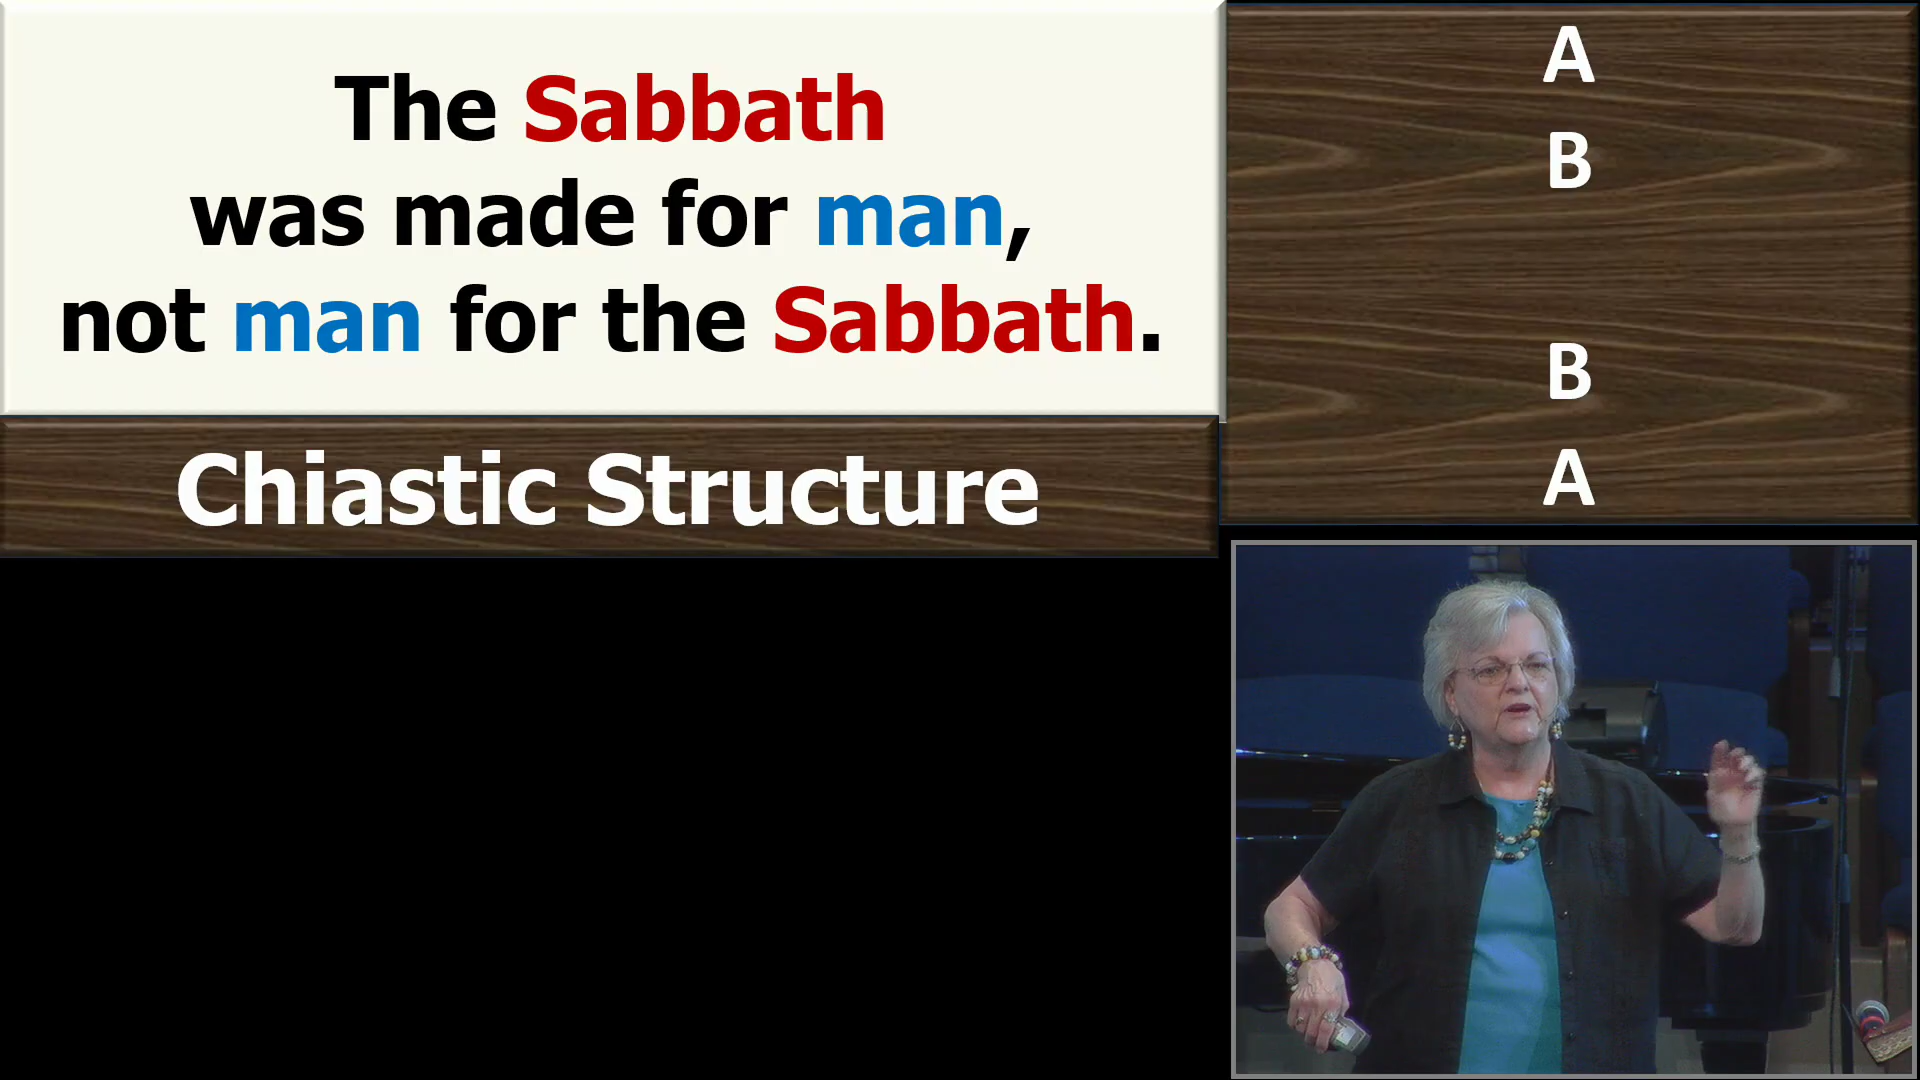 The Sabbath
was made for man,
not man for the Sabbath.
Chiastic Structure
A
B
B
A